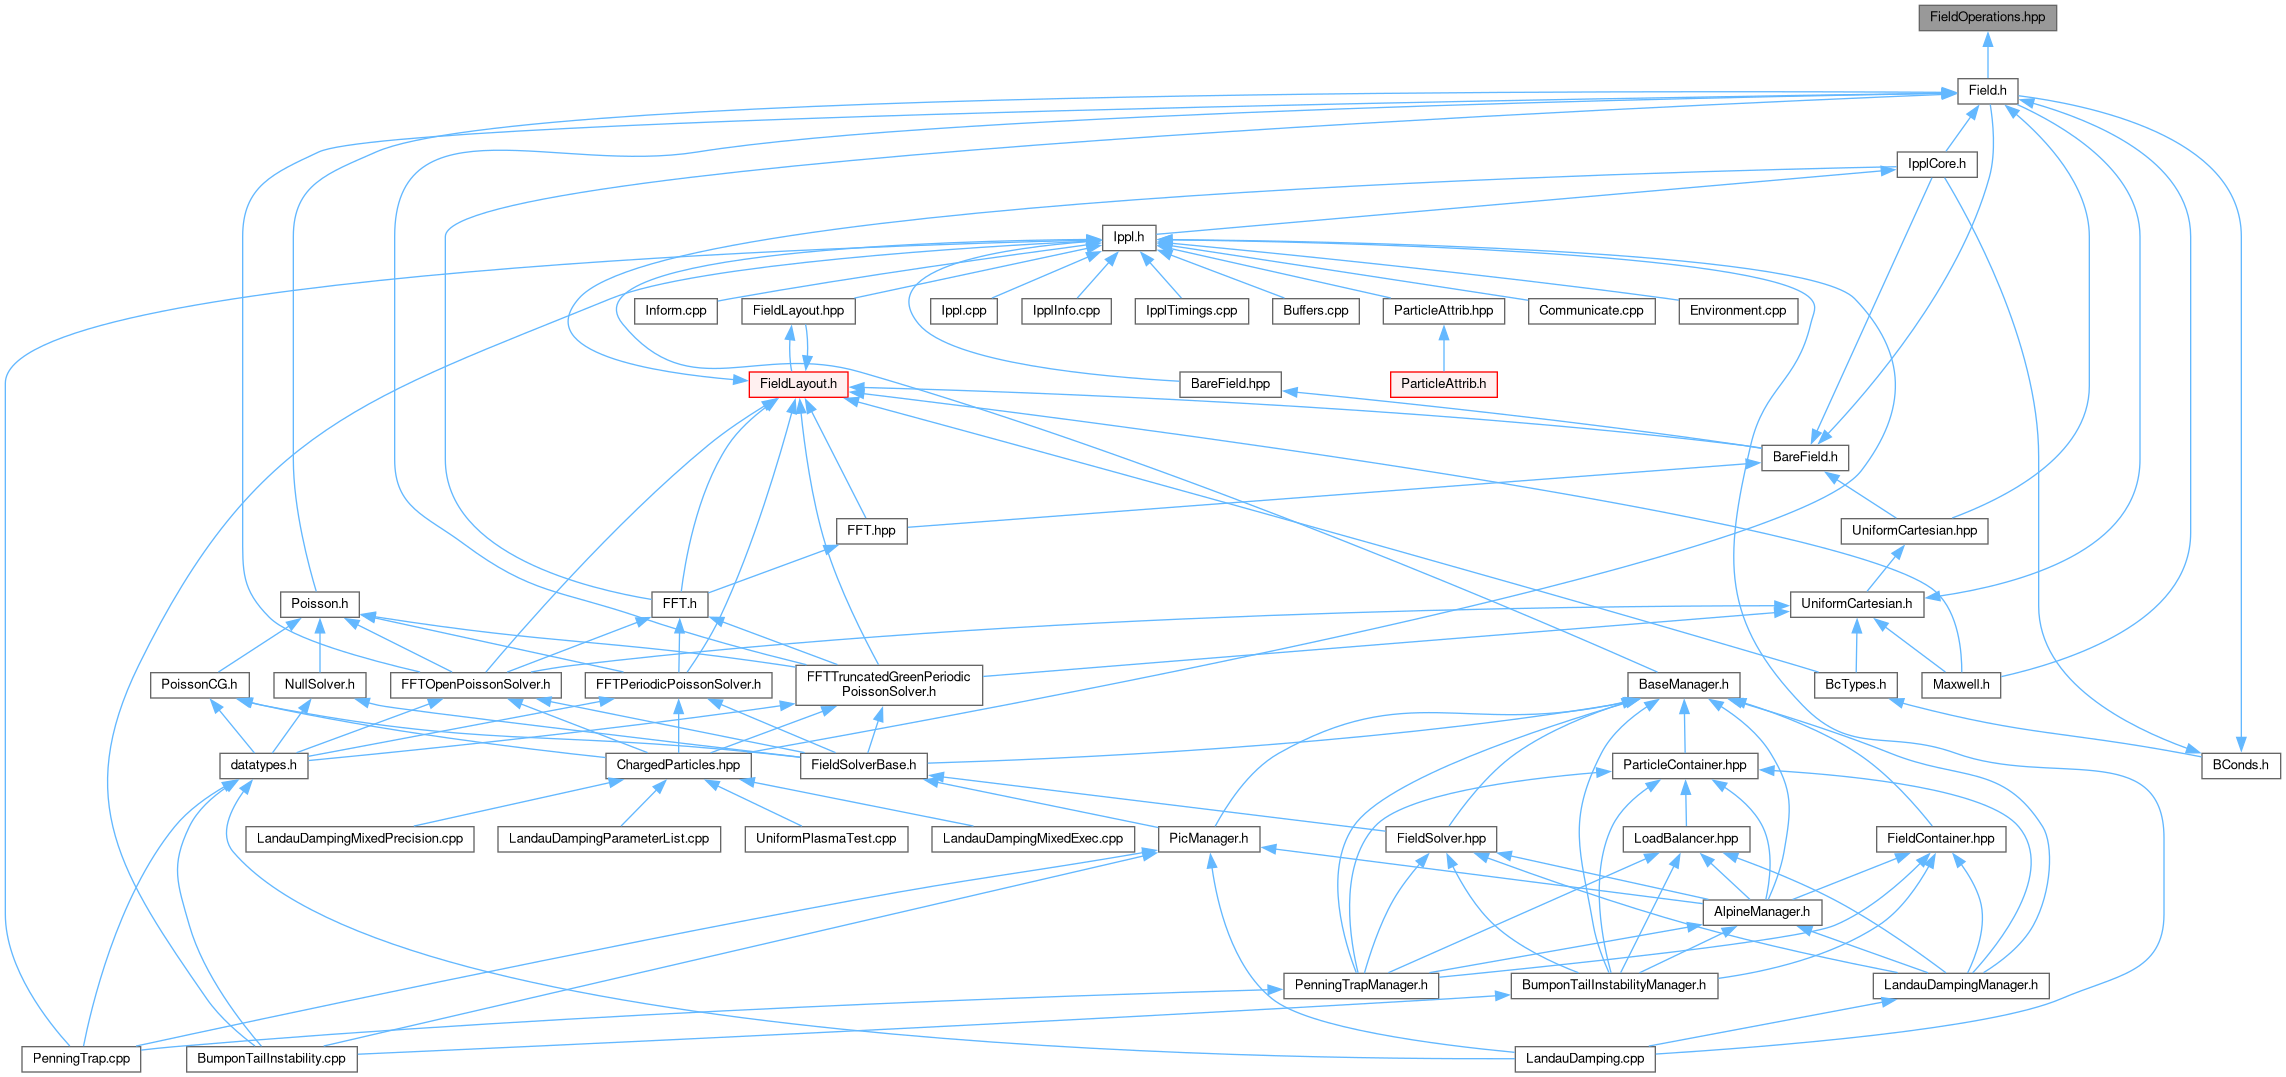 FieldOperations.hpp
Field.h
IpplCore.h
Ippl.h
Inform.cpp
FieldLayout.hpp
Ippl.cpp
IpplInfo.cpp
IpplTimings.cpp
Buffers.cpp
ParticleAttrib.hpp
Communicate.cpp
Environment.cpp
FieldLayout.h
BareField.hpp
ParticleAttrib.h
BareField.h
FFT.hpp
UniformCartesian.hpp
Poisson.h
FFT.h
UniformCartesian.h
PoissonCG.h
NullSolver.h
FFTOpenPoissonSolver.h
FFTPeriodicPoissonSolver.h
FFTTruncatedGreenPeriodic
PoissonSolver.h
BaseManager.h
BcTypes.h
Maxwell.h
datatypes.h
ChargedParticles.hpp
FieldSolverBase.h
ParticleContainer.hpp
BConds.h
LandauDampingMixedPrecision.cpp
LandauDampingParameterList.cpp
UniformPlasmaTest.cpp
LandauDampingMixedExec.cpp
PicManager.h
FieldSolver.hpp
LoadBalancer.hpp
FieldContainer.hpp
AlpineManager.h
PenningTrapManager.h
BumponTailInstabilityManager.h
LandauDampingManager.h
PenningTrap.cpp
BumponTailInstability.cpp
LandauDamping.cpp